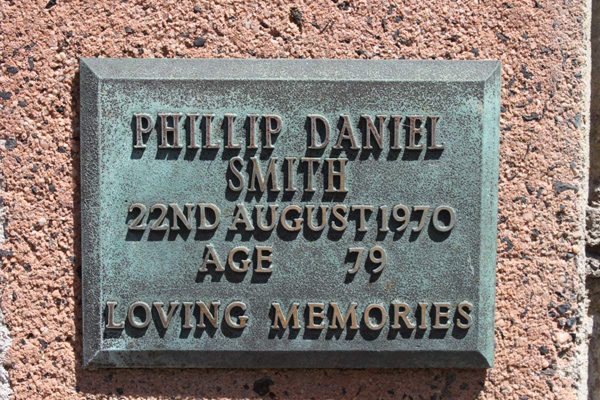 PHILLIP DANIEL
SMITH
22ND AUGUST 1970
AGE 79
LOVING MEMORIES